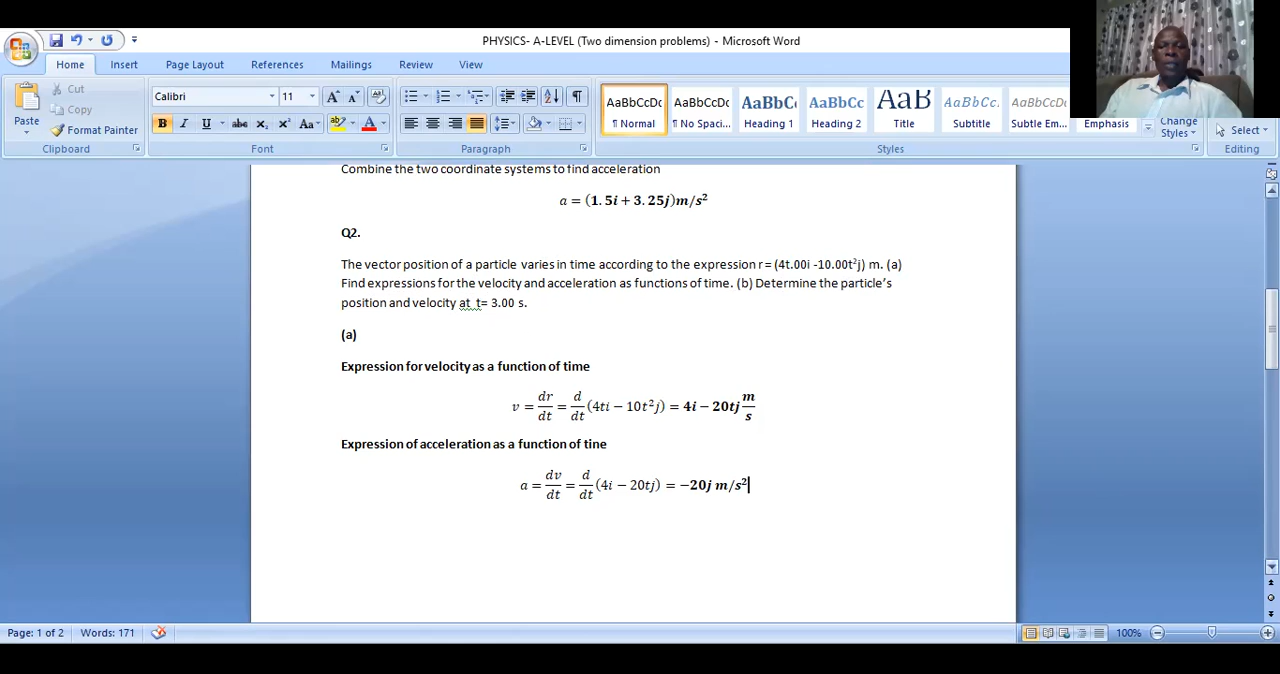 PHYSICS- A-LEVEL (Two dimension problems) - Microsoft Word
Home Insert Page Layout References Mailings Review View
Paste
Cut
Copy
Format Painter
Clipboard
Calibri 11
B I U abc x₂ x² Aa
Font
Paragraph
AaBbCcDc AaBbCcDc AaBbCc AaBbCc AaB AaBbCc. AaBbCcDc
¶ Normal ¶ No Spaci... Heading 1 Heading 2 Title Subtitle Subtle Em... Emphasis
Change Styles
Styles
Select
Editing
Combine the two coordinate systems to find acceleration
a = (1.5i + 3.25j)m/s²
Q2.
The vector position of a particle varies in time according to the expression r = (4t.00i -10.00t²j) m. (a)
Find expressions for the velocity and acceleration as functions of time. (b) Determine the particle's
position and velocity at t= 3.00 s.
(a)
Expression for velocity as a function of time
v = dr/dt = d/dt (4ti − 10t²j) = 4i − 20tj m/s
Expression of acceleration as a function of tine
a = dv/dt = d/dt (4i − 20tj) = −20j m/s²
Page: 1 of 2 Words: 171 100%